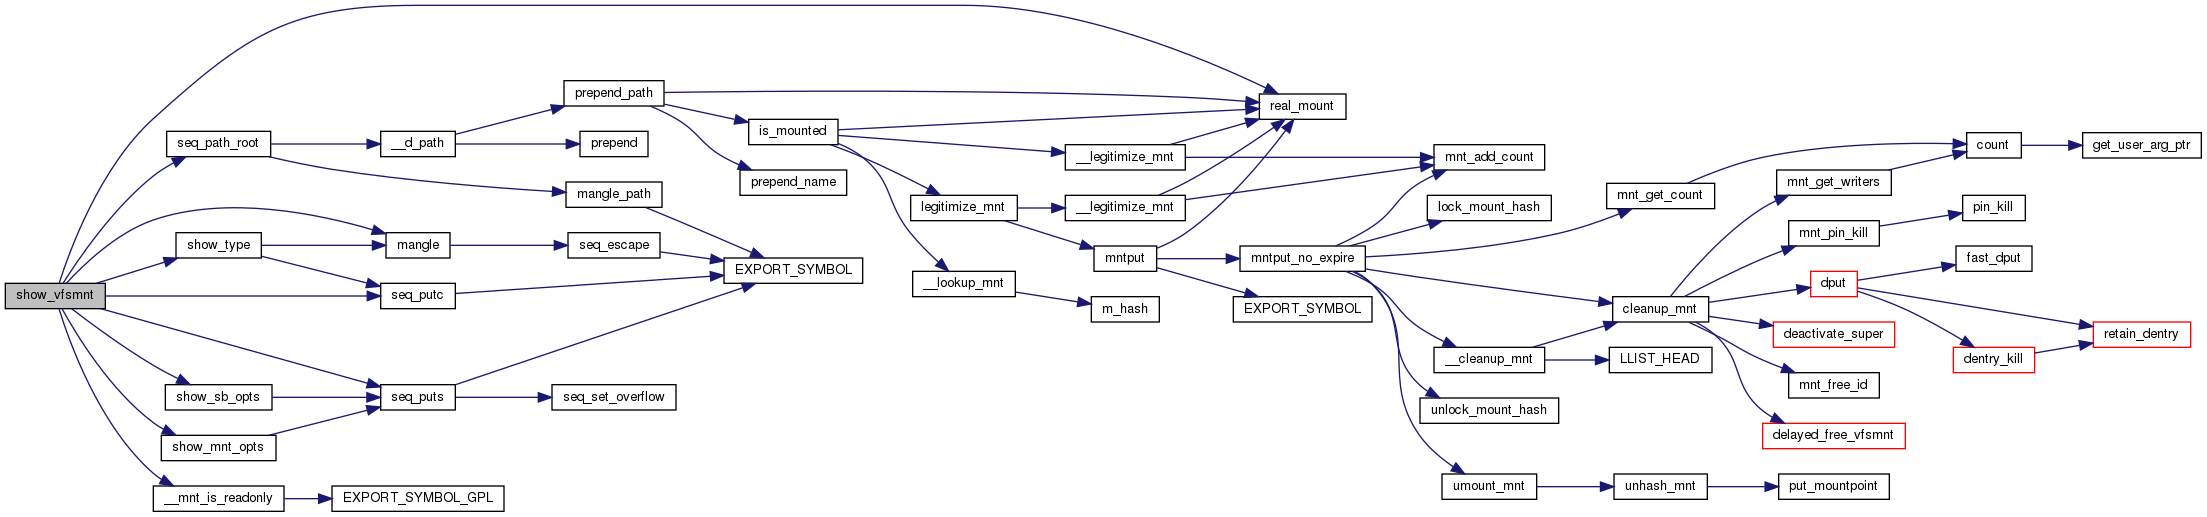 show_vfsmnt
seq_path_root
show_type
show_sb_opts
show_mnt_opts
__mnt_is_readonly
__d_path
mangle
seq_putc
seq_puts
EXPORT_SYMBOL_GPL
prepend_path
prepend
mangle_path
seq_escape
seq_set_overflow
is_mounted
prepend_name
EXPORT_SYMBOL
legitimize_mnt
__lookup_mnt
__legitimize_mnt
__legitimize_mnt
mntput
m_hash
real_mount
mntput_no_expire
EXPORT_SYMBOL
mnt_add_count
lock_mount_hash
__cleanup_mnt
unlock_mount_hash
umount_mnt
mnt_get_count
cleanup_mnt
LLIST_HEAD
unhash_mnt
mnt_get_writers
mnt_pin_kill
dput
deactivate_super
mnt_free_id
delayed_free_vfsmnt
put_mountpoint
count
pin_kill
fast_dput
dentry_kill
get_user_arg_ptr
retain_dentry